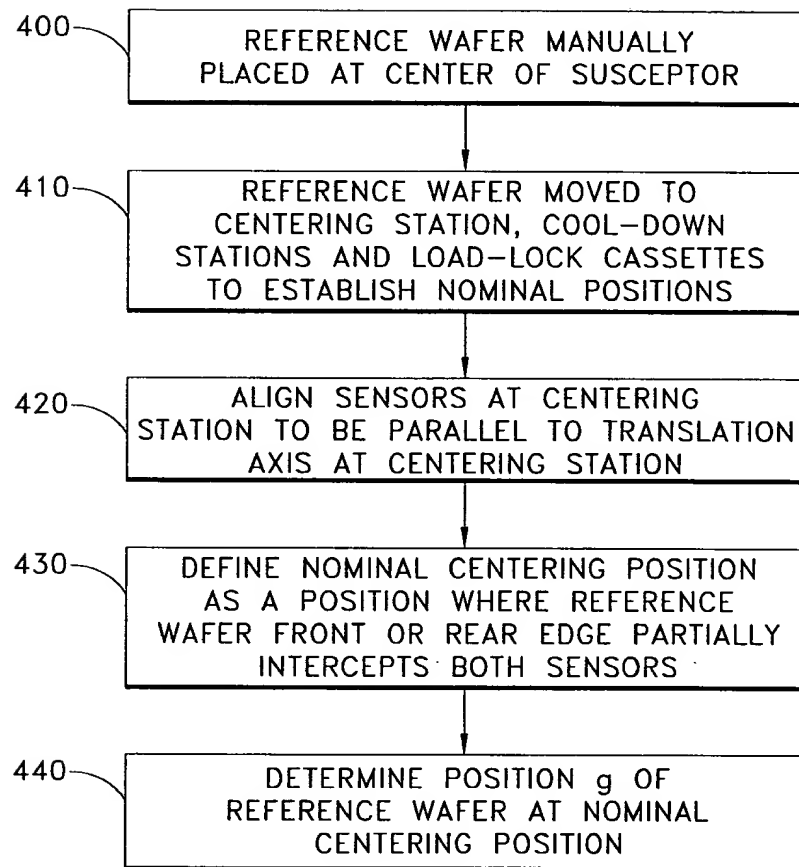 400
REFERENCE WAFER MANUALLY
PLACED AT CENTER OF SUSCEPTOR
410
REFERENCE WAFER MOVED TO
CENTERING STATION, COOL-DOWN
STATIONS AND LOAD-LOCK CASSETTES
TO ESTABLISH NOMINAL POSITIONS
420
ALIGN SENSORS AT CENTERING
STATION TO BE PARALLEL TO TRANSLATION
AXIS AT CENTERING STATION
430
DEFINE NOMINAL CENTERING POSITION
AS A POSITION WHERE REFERENCE
WAFER FRONT OR REAR EDGE PARTIALLY
INTERCEPTS BOTH SENSORS
440
DETERMINE POSITION g OF
REFERENCE WAFER AT NOMINAL
CENTERING POSITION